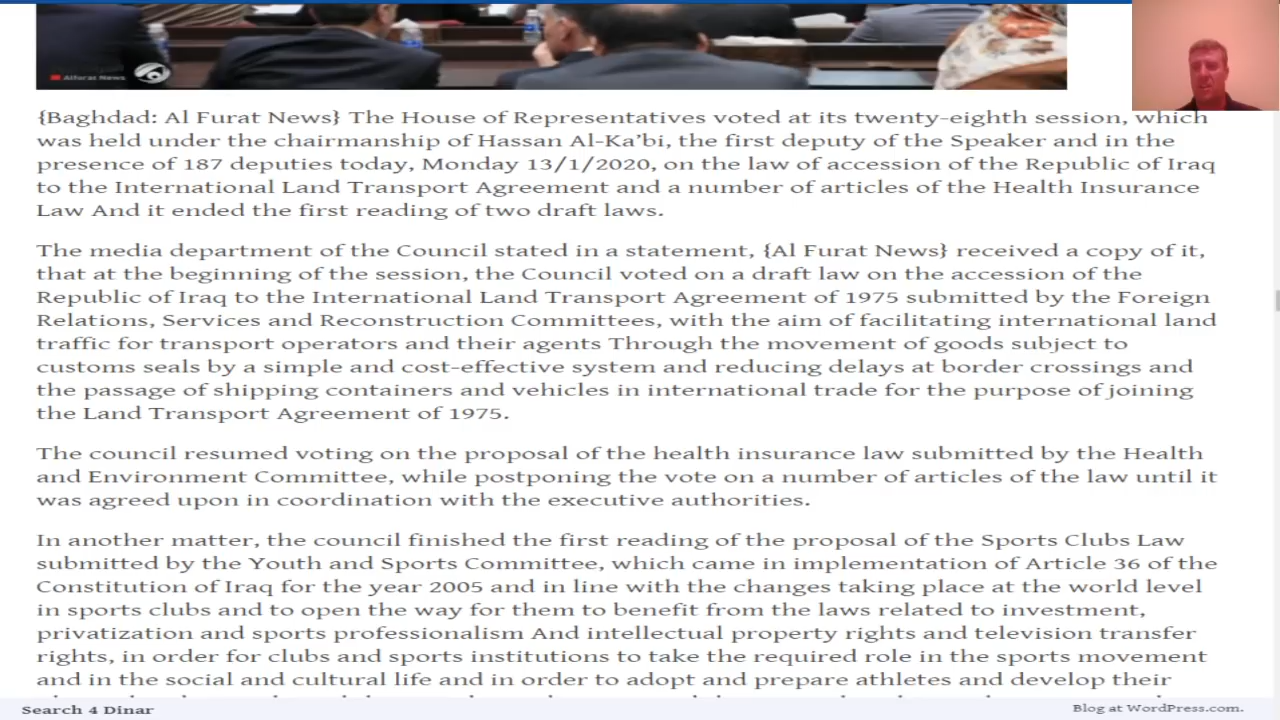 Alfurat News
{Baghdad: Al Furat News} The House of Representatives voted at its twenty-eighth session, which
was held under the chairmanship of Hassan Al-Ka’bi, the first deputy of the Speaker and in the
presence of 187 deputies today, Monday 13/1/2020, on the law of accession of the Republic of Iraq
to the International Land Transport Agreement and a number of articles of the Health Insurance
Law And it ended the first reading of two draft laws.
The media department of the Council stated in a statement, {Al Furat News} received a copy of it,
that at the beginning of the session, the Council voted on a draft law on the accession of the
Republic of Iraq to the International Land Transport Agreement of 1975 submitted by the Foreign
Relations, Services and Reconstruction Committees, with the aim of facilitating international land
traffic for transport operators and their agents Through the movement of goods subject to
customs seals by a simple and cost-effective system and reducing delays at border crossings and
the passage of shipping containers and vehicles in international trade for the purpose of joining
the Land Transport Agreement of 1975.
The council resumed voting on the proposal of the health insurance law submitted by the Health
and Environment Committee, while postponing the vote on a number of articles of the law until it
was agreed upon in coordination with the executive authorities.
In another matter, the council finished the first reading of the proposal of the Sports Clubs Law
submitted by the Youth and Sports Committee, which came in implementation of Article 36 of the
Constitution of Iraq for the year 2005 and in line with the changes taking place at the world level
in sports clubs and to open the way for them to benefit from the laws related to investment,
privatization and sports professionalism And intellectual property rights and television transfer
rights, in order for clubs and sports institutions to take the required role in the sports movement
and in the social and cultural life and in order to adopt and prepare athletes and develop their
Search 4 Dinar
Blog at WordPress.com.